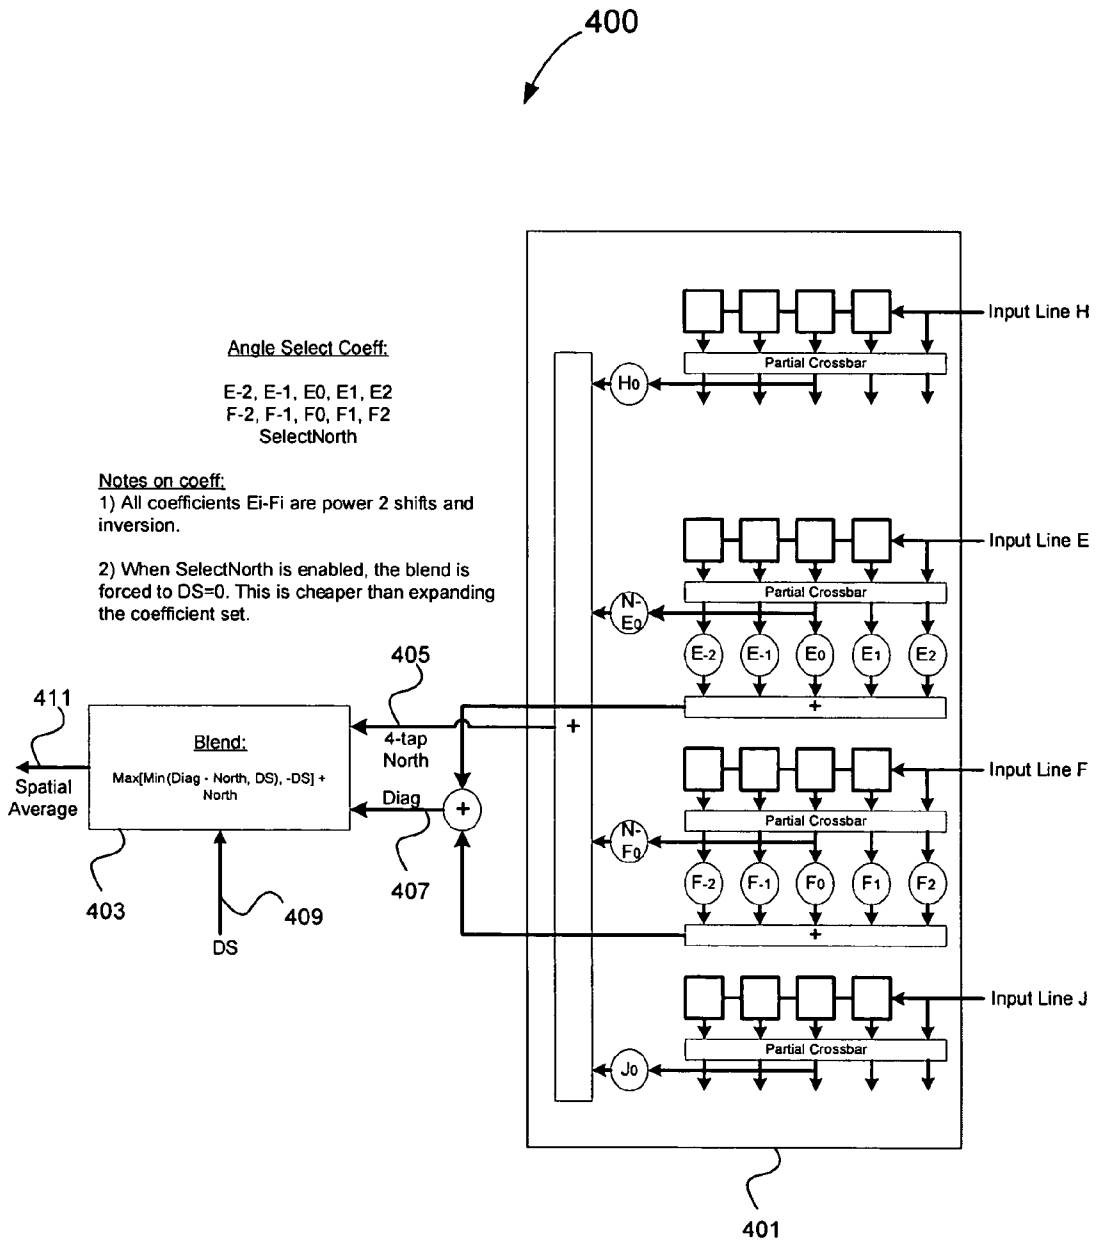 400
Input Line H
Partial Crossbar
H0
Angle Select Coeff:
E-2, E-1, E0, E1, E2
F-2, F-1, F0, F1, F2
SelectNorth
Notes on coeff:
1) All coefficients Ei-Fi are power 2 shifts and
inversion.
2) When SelectNorth is enabled, the blend is
forced to DS=0. This is cheaper than expanding
the coefficient set.
Input Line E
Partial Crossbar
N-
E0
E-2
E-1
E0
E1
E2
+
405
411
4-tap
North
+
Blend:
Max[Min(Diag - North, DS), -DS] +
North
Spatial
Average
Diag
+
407
403
409
DS
Input Line F
Partial Crossbar
N-
F0
F-2
F-1
F0
F1
F2
+
Input Line J
Partial Crossbar
J0
401